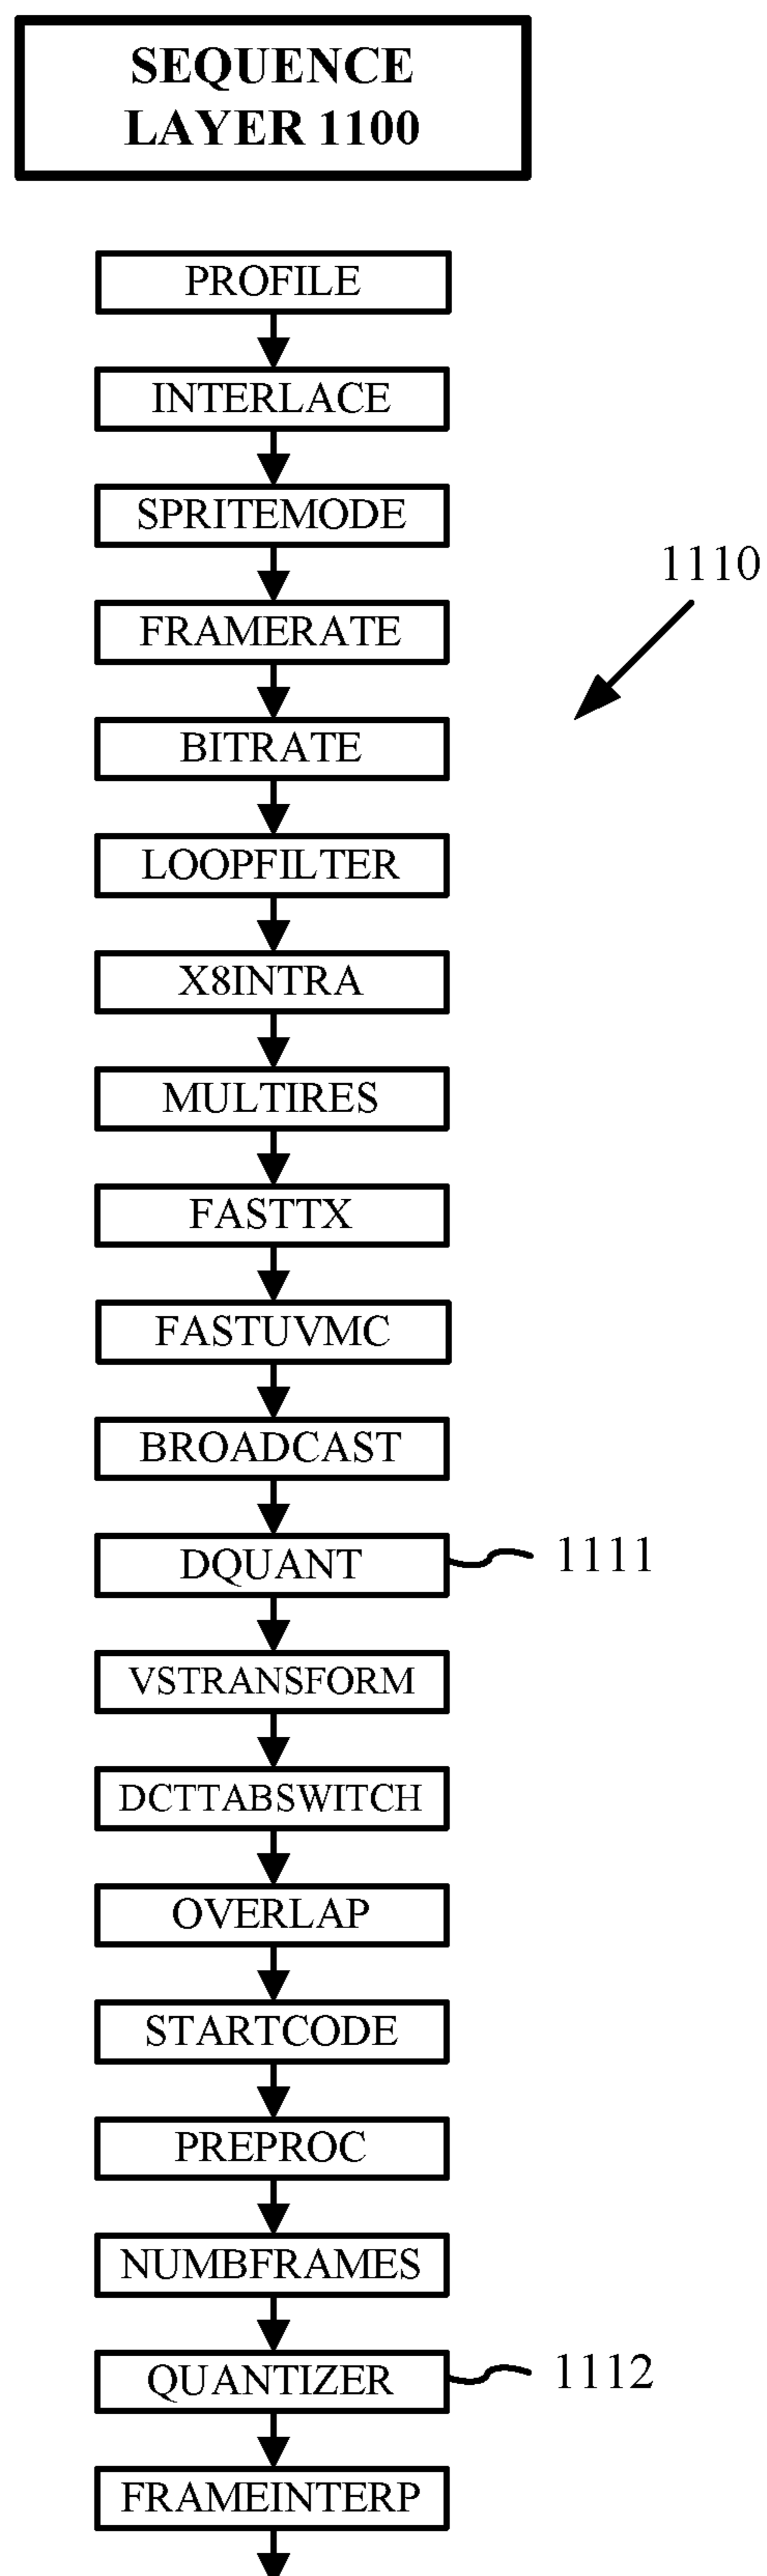 SEQUENCE
LAYER 1100
PROFILE
INTERLACE
SPRITEMODE
1110
FRAMERATE
BITRATE
LOOPFILTER
X8INTRA
MULTIRES
FASTTX
FASTUVMC
BROADCAST
DQUANT
1111
VSTRANSFORM
DCTTABSWITCH
OVERLAP
STARTCODE
PREPROC
NUMBFRAMES
QUANTIZER
1112
FRAMEINTERP